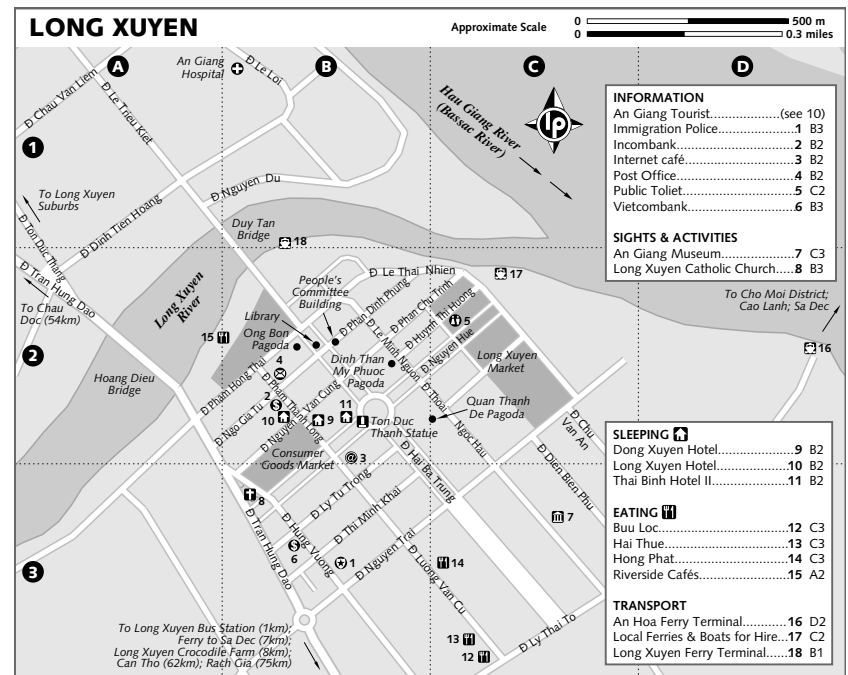 LONG XUYEN
Approximate Scale
0 500 m
0 0.3 miles
A
B
C
D
1
2
3
INFORMATION
An Giang Tourist....................(see 10)
Immigration Police....................1 B3
Incombank....................2 B2
Internet café....................3 B2
Post Office....................4 B2
Public Toliet....................5 C2
Vietcombank....................6 B3
SIGHTS & ACTIVITIES
An Giang Museum....................7 C3
Long Xuyen Catholic Church.....8 B3
SLEEPING
Dong Xuyen Hotel....................9 B2
Long Xuyen Hotel....................10 B2
Thai Binh Hotel II....................11 B2
EATING
Buu Loc....................12 C3
Hai Thue....................13 C3
Hong Phat....................14 C3
Riverside Cafés....................15 A2
TRANSPORT
An Hoa Ferry Terminal....................16 D2
Local Ferries & Boats for Hire...17 C2
Long Xuyen Ferry Terminal......18 B1
An Giang
Hospital
Đ Le Loi
Đ Chau Van Liem
Đ Le Trieu Kiet
Hau Giang River
(Bassac River)
lp
Đ Nguyen Du
To Long Xuyen
Suburbs
Đ Ton Duc Thang
Đ Dinh Tien Hoang
Đ Tran Hung Dao
To Chau
Doc (54km)
Duy Tan
Bridge
18
Long Xuyen
River
Đ Le Thai Nhien
17
People's
Committee
Building
Library
Ong Bon
Pagoda
15
4
Đ Phan Dinh Phung
Đ Phan Chu Trinh
Đ Huynh Thi Huong
5
Đ Le Minh Nguon
Đ Nguyen Hue
Long Xuyen
Market
To Cho Moi District;
Cao Lanh; Sa Dec
16
Dinh Than
My Phuoc
Pagoda
Hoang Dieu
Bridge
Đ Pham Hong Thai
Đ Pham Thanh Long
2
Đ Ngo Gia Tu
10
Đ Nguyen Van Cung
9
11
Ton Duc
Thanh Statue
Quan Thanh
De Pagoda
Đ Thoai Ngoc Hau
Đ Chu Van An
Consumer
Goods Market
3
Đ Hai Ba Trung
Đ Dien Bien Phu
8
Đ Ly Tu Trong
Đ Thi Minh Khai
7
Đ Tran Hung Dao
Đ Hung Vuong
6
1
Đ Nguyen Trai
14
Đ Luong Van Cu
To Long Xuyen Bus Station (1km);
Ferry to Sa Dec (7km);
Long Xuyen Crocodile Farm (8km);
Can Tho (62km); Rach Gia (75km)
13
12
Đ Ly Thai To